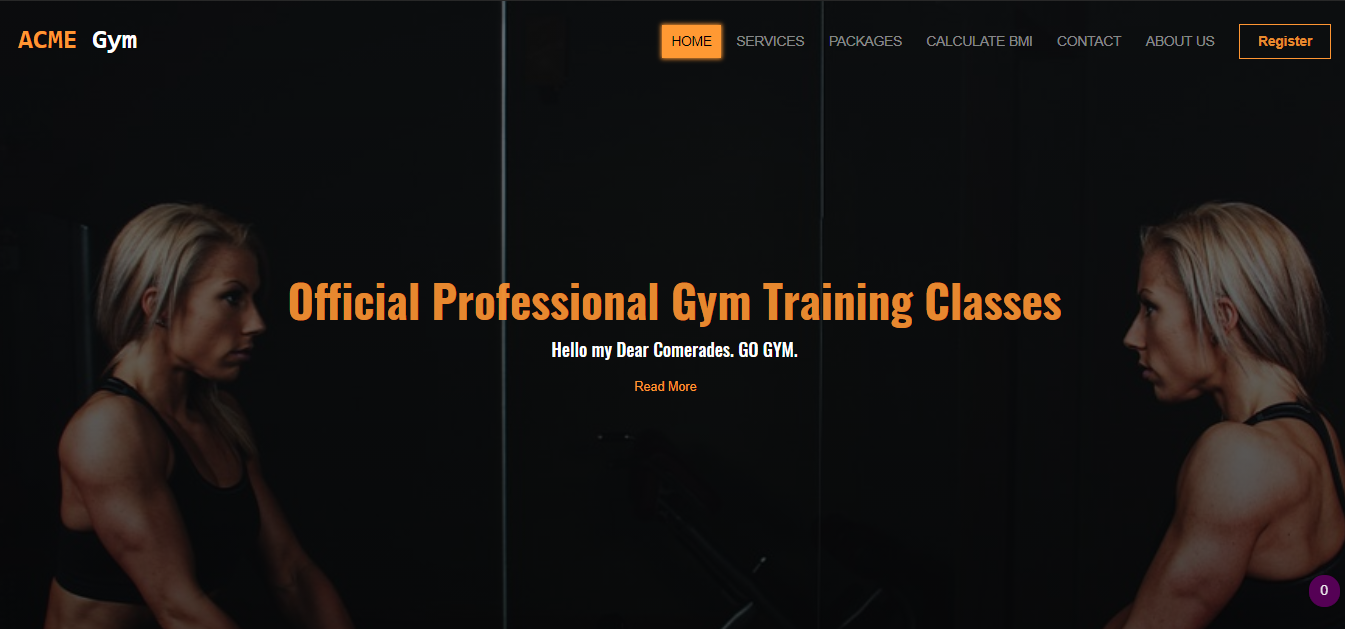 ACME Gym
HOME SERVICES PACKAGES CALCULATE BMI CONTACT ABOUT US Register
Official Professional Gym Training Classes
Hello my Dear Comerades. GO GYM.
Read More
0